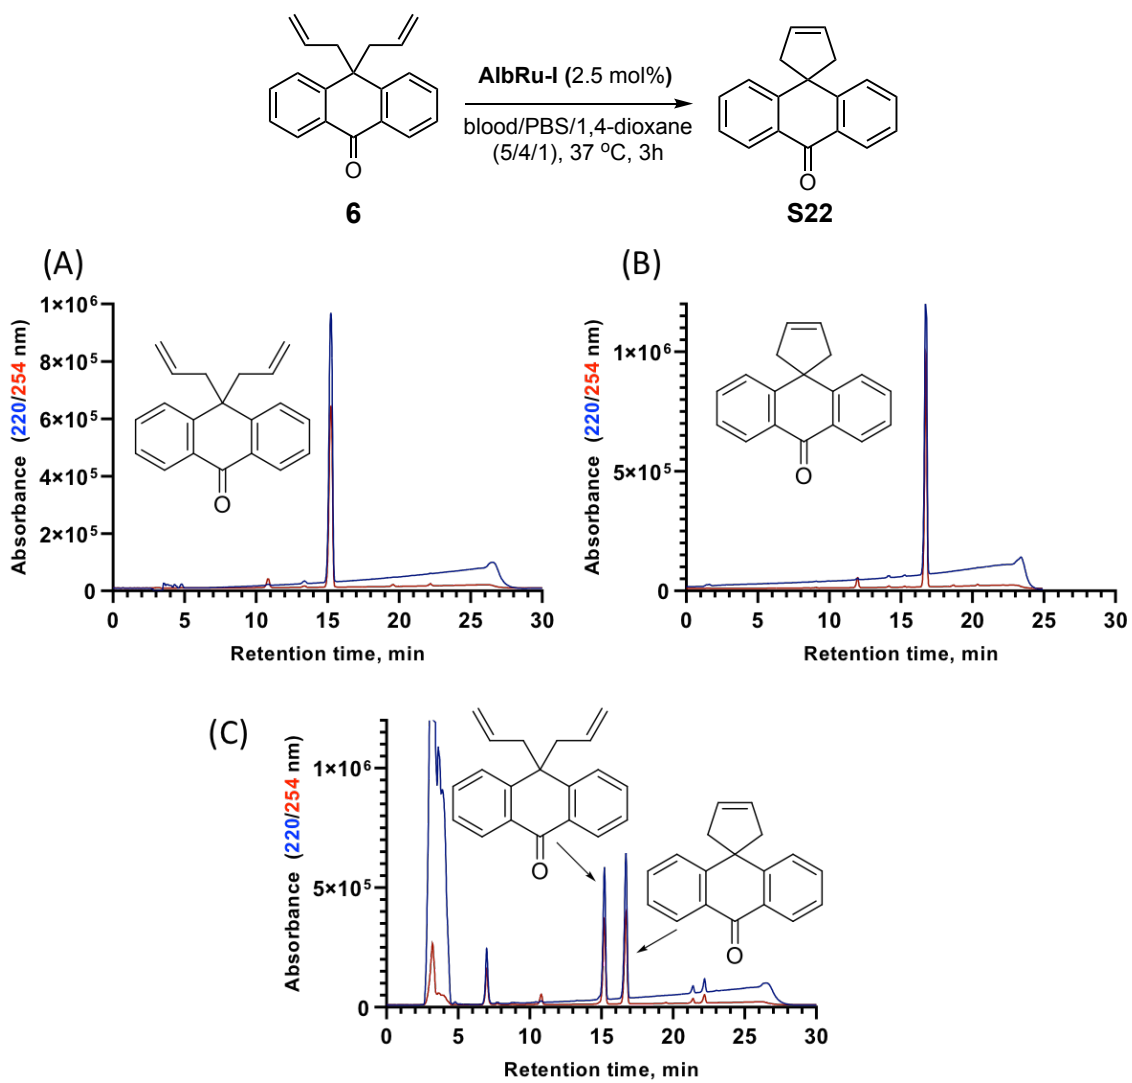 AlbRu-I (2.5 mol%)
blood/PBS/1,4-dioxane
(5/4/1), 37 ºC, 3h
O
6
O
S22
(A)
Absorbance (220/254 nm)
1×10⁶
8×10⁵
6×10⁵
4×10⁵
2×10⁵
0
O
0 5 10 15 20 25 30
Retention time, min
(B)
Absorbance (220/254 nm)
1×10⁶
5×10⁵
0
O
0 5 10 15 20 25 30
Retention time, min
(C)
Absorbance (220/254 nm)
1×10⁶
5×10⁵
0
O
O
0 5 10 15 20 25 30
Retention time, min